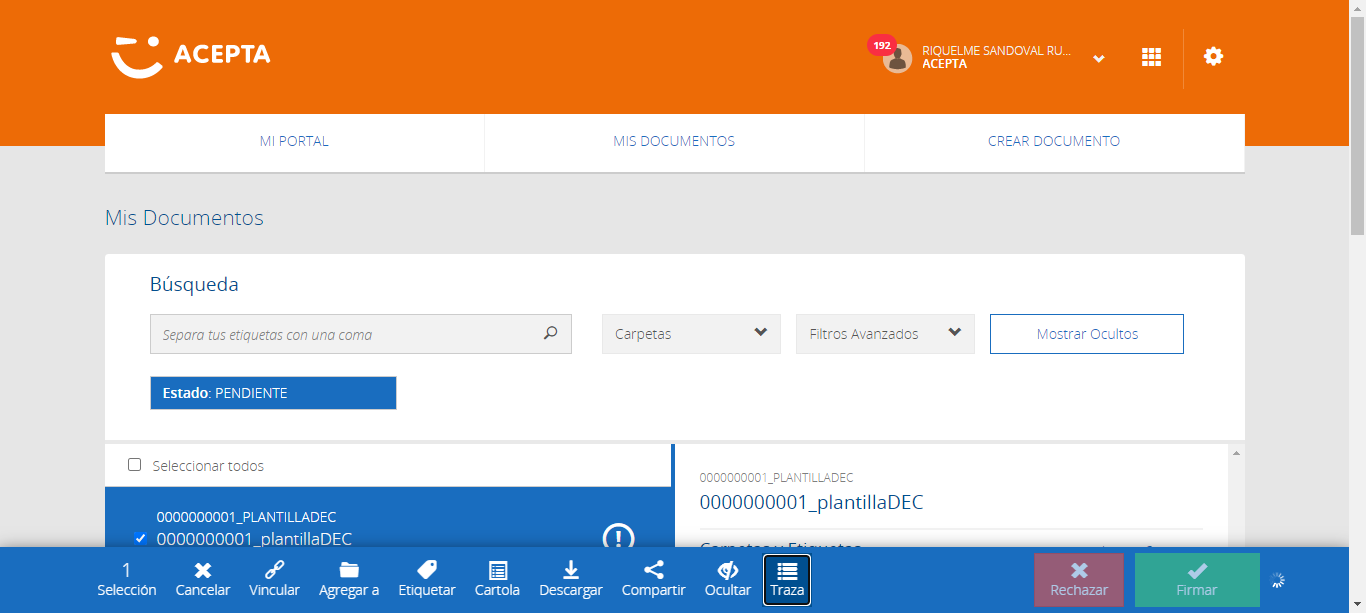 ACEPTA
192
RIQUELME SANDOVAL RU...
ACEPTA
MI PORTAL
MIS DOCUMENTOS
CREAR DOCUMENTO
Mis Documentos
Búsqueda
Separa tus etiquetas con una coma
Carpetas
Filtros Avanzados
Mostrar Ocultos
Estado: PENDIENTE
Seleccionar todos
0000000001_PLANTILLADEC
0000000001_plantillaDEC
0000000001_PLANTILLADEC
0000000001_plantillaDEC
Carpetas y Etiquetas
1
Selección
Cancelar
Vincular
Agregar a
Etiquetar
Cartola
Descargar
Compartir
Ocultar
Traza
Rechazar
Firmar